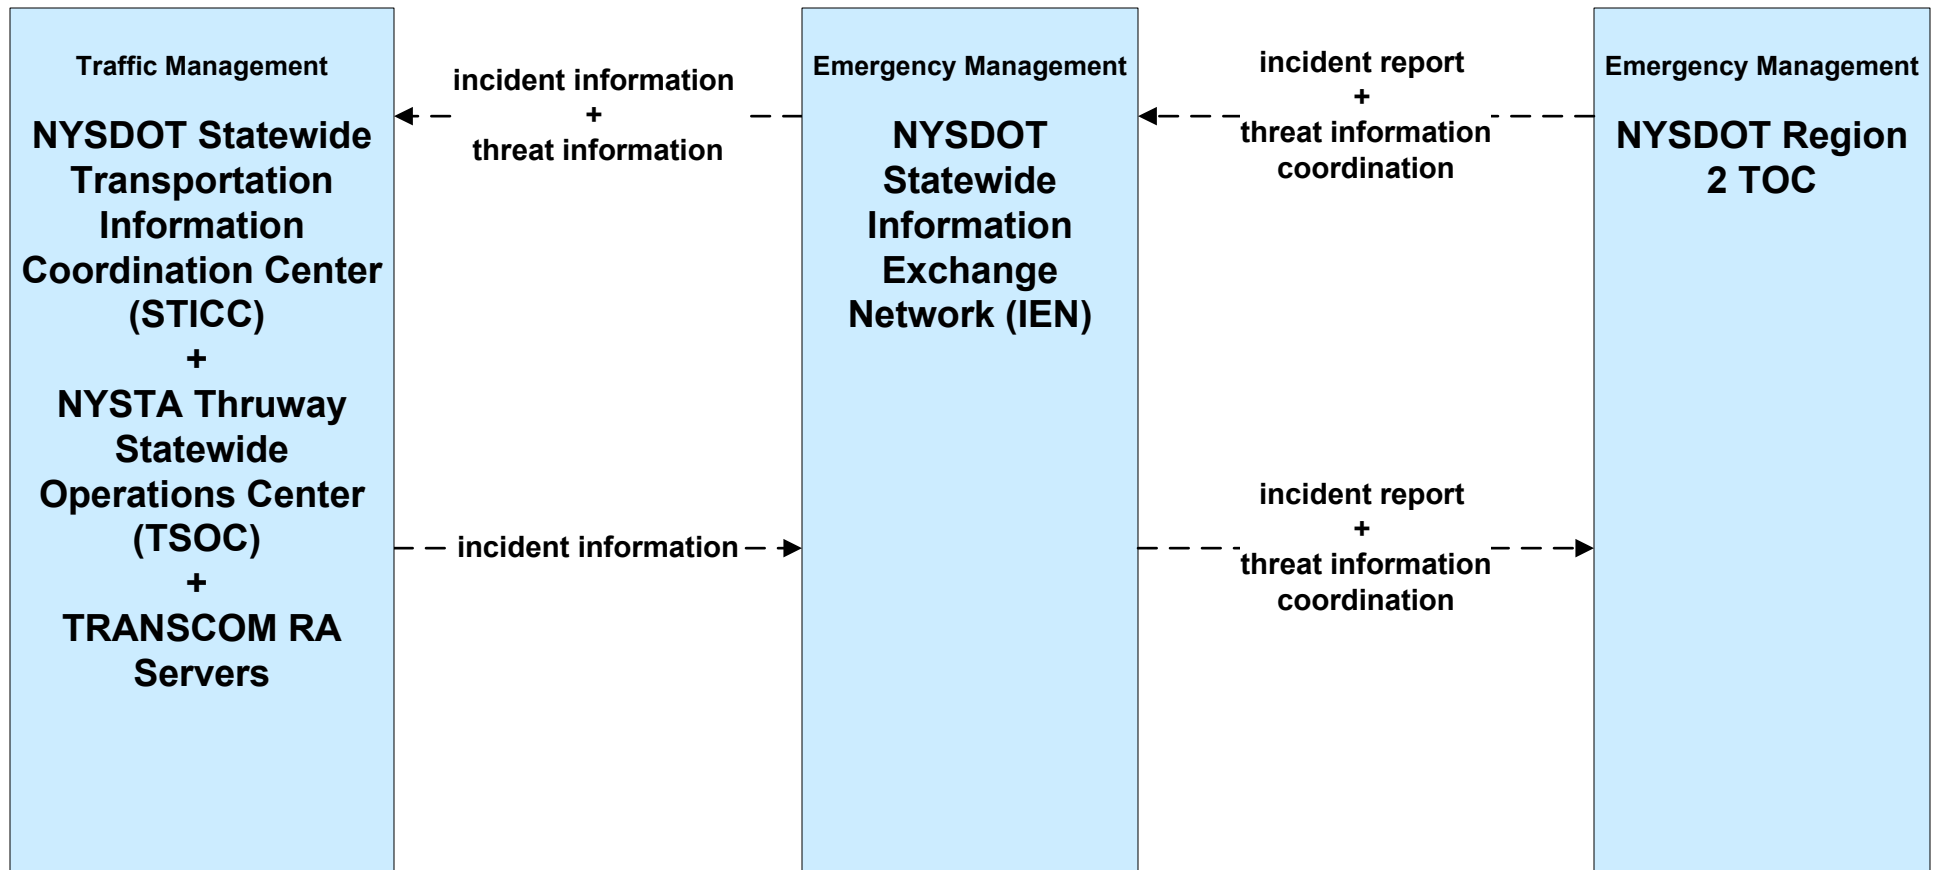 Traffic Management
NYSDOT Statewide
Transportation
Information
Coordination Center
(STICC)
+
NYSTA Thruway
Statewide
Operations Center
(TSOC)
+
TRANSCOM RA
Servers
incident information
+
threat information
incident information
Emergency Management
NYSDOT
Statewide
Information
Exchange
Network (IEN)
incident report
+
threat information
coordination
incident report
+
threat information
coordination
Emergency Management
NYSDOT Region
2 TOC